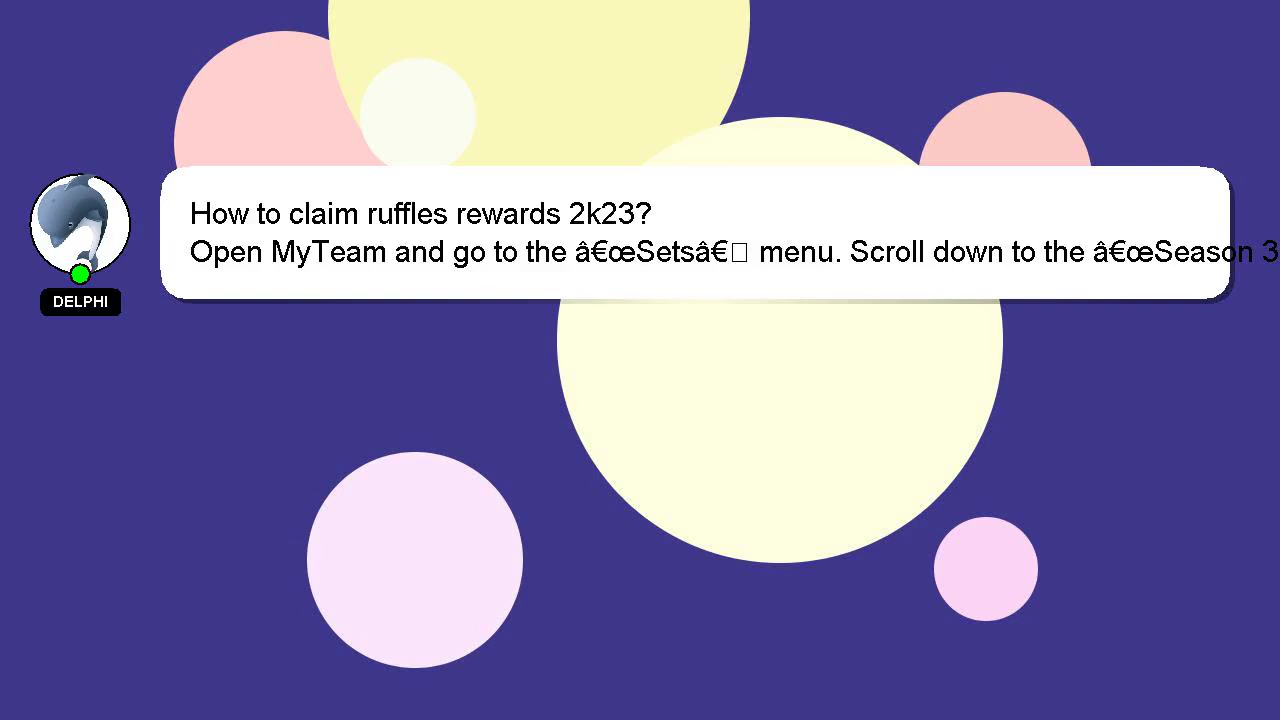 How to claim ruffles rewards 2k23?
Open MyTeam and go to the â€œSetsâ€□ menu. Scroll down to the â€œSeason 3
DELPHI